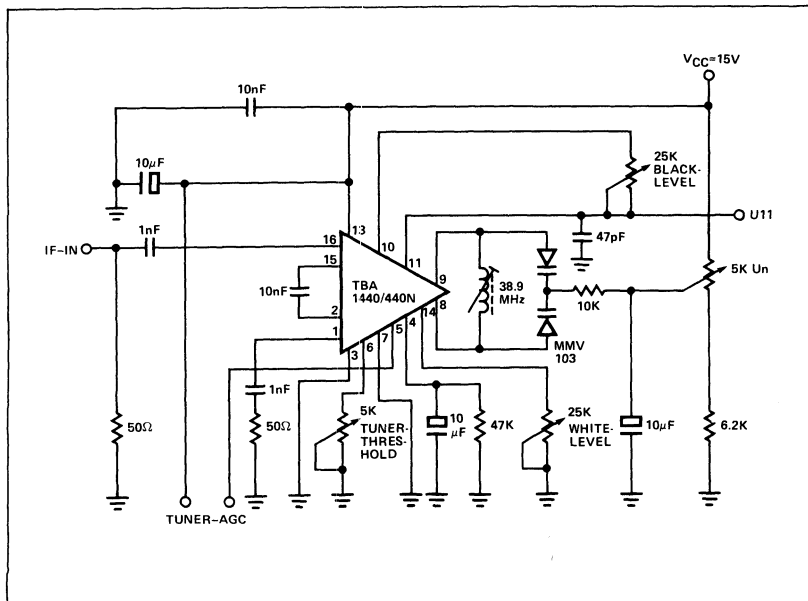 V_CC=15V
10nF
10μF
25K
BLACK-
LEVEL
1nF
13
10
U11
IF-IN
16
11
47pF
15
9
5K Un
10nF
TBA
1440/440N
38.9
MHz
8
10K
2
14
1
4
5
MMV
103
7
3
6
1nF
5K
TUNER-
THRES-
HOLD
10
μF
47K
25K
WHITE-
LEVEL
10μF
6.2K
50Ω
50Ω
TUNER-AGC